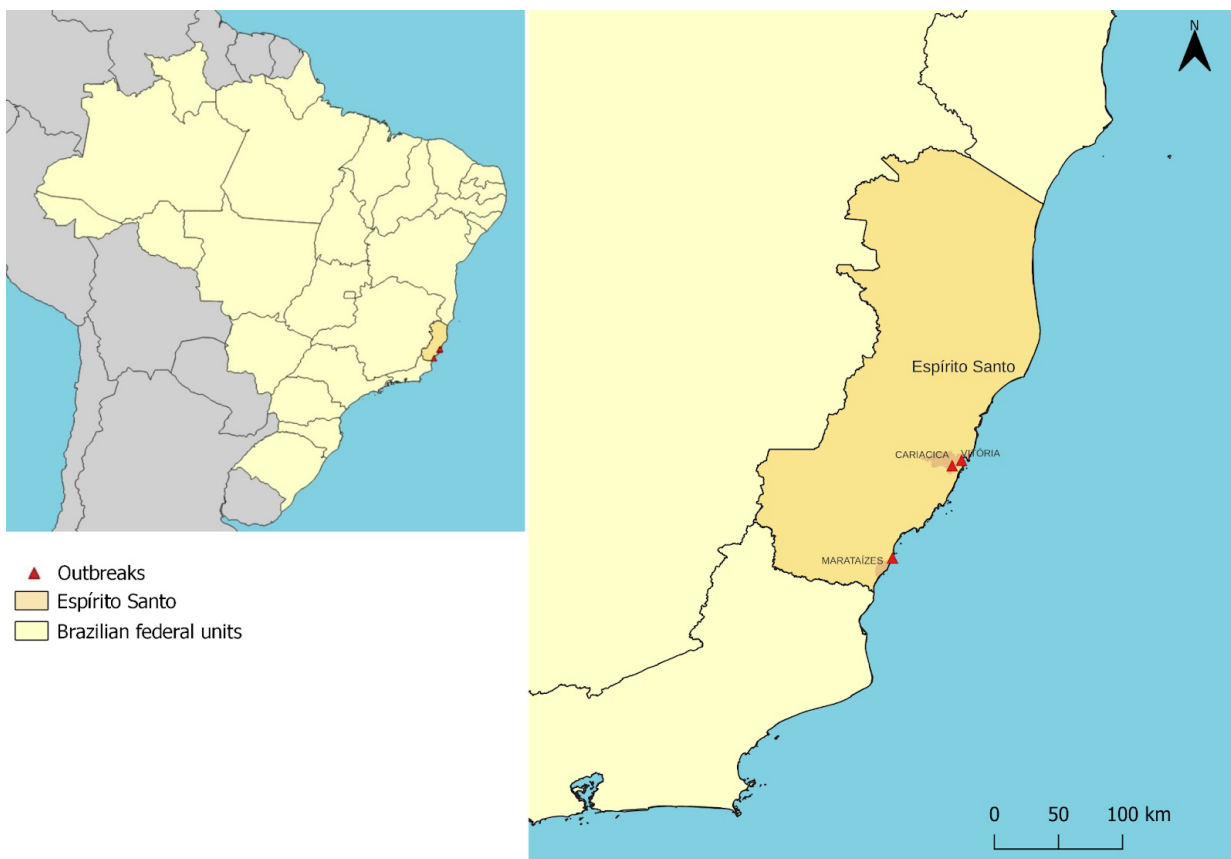 N
Espírito Santo
CARIACICA
VITÓRIA
MARATAÍZES
0 50 100 km
Outbreaks
Espírito Santo
Brazilian federal units